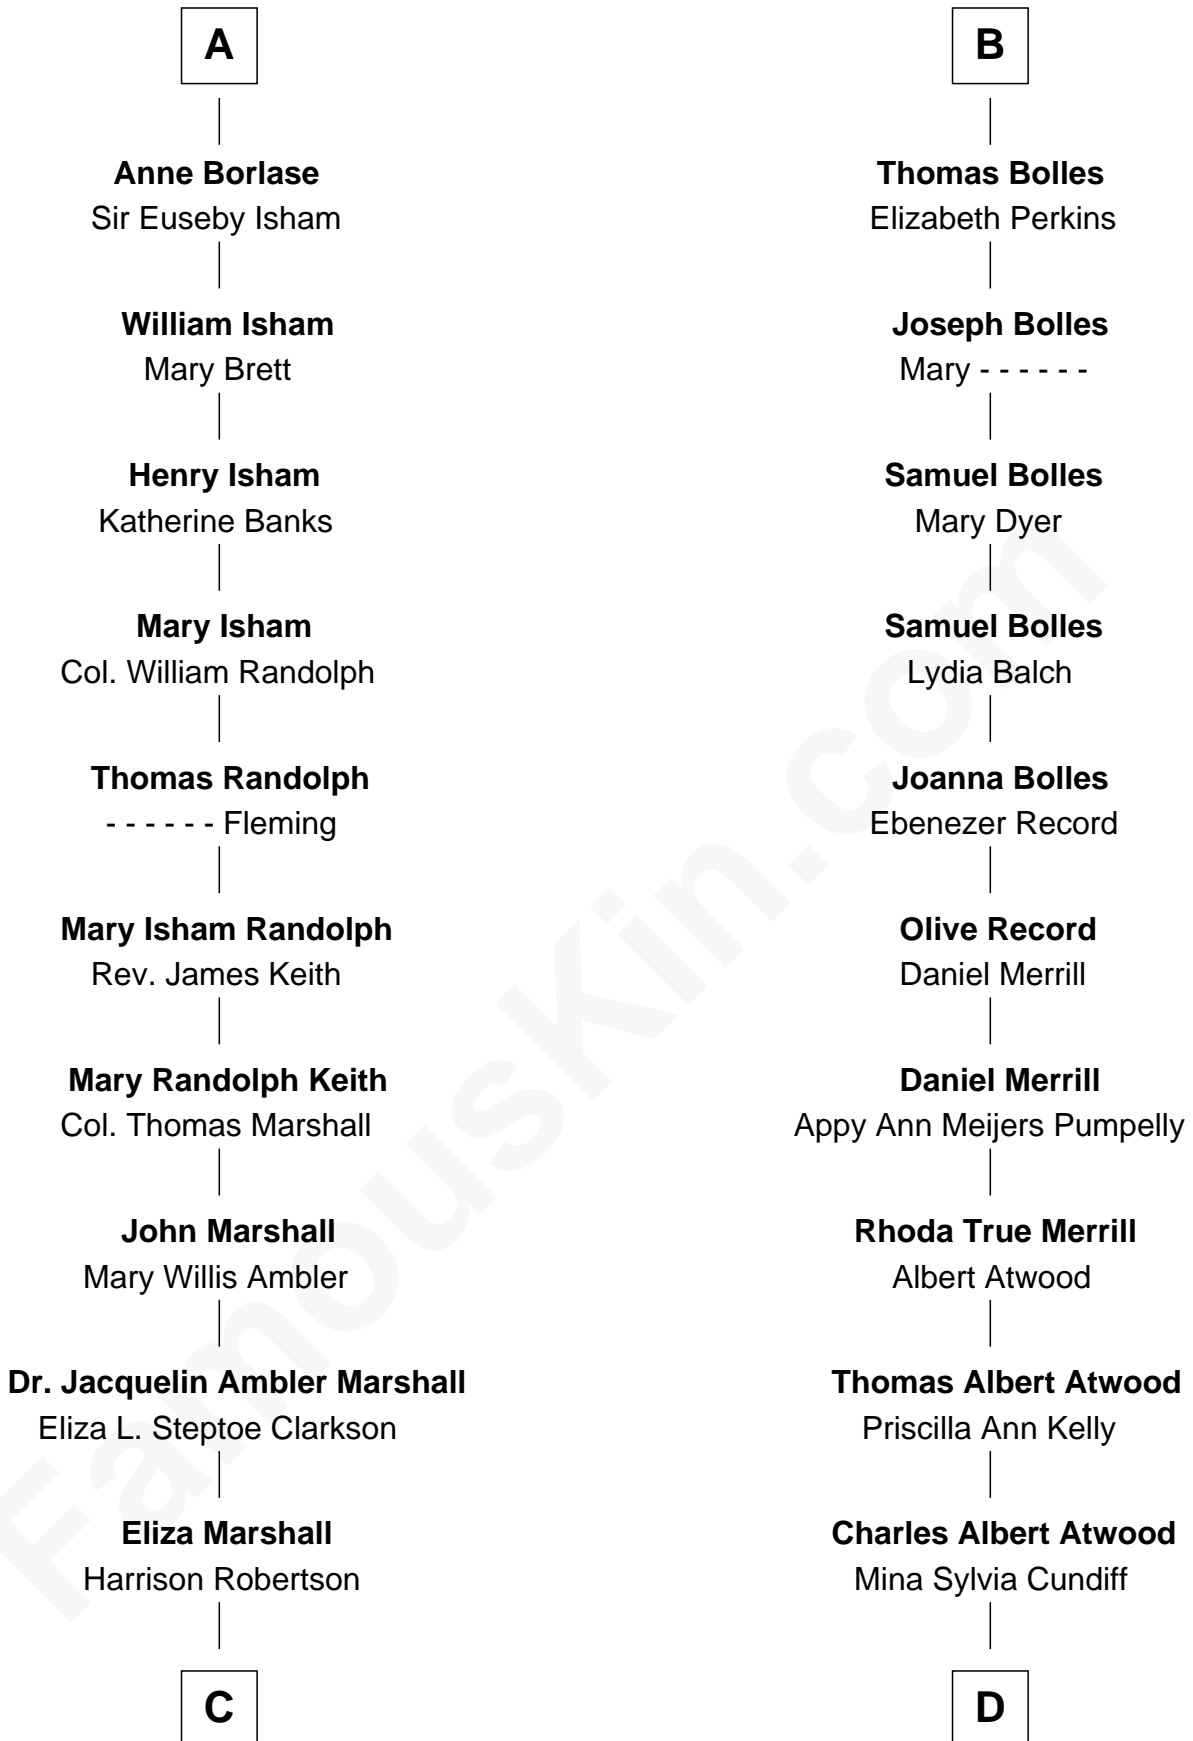 A
Anne Borlase
Sir Euseby Isham
William Isham
Mary Brett
Henry Isham
Katherine Banks
Mary Isham
Col. William Randolph
Thomas Randolph
- - - - - - Fleming
Mary Isham Randolph
Rev. James Keith
Mary Randolph Keith
Col. Thomas Marshall
John Marshall
Mary Willis Ambler
Dr. Jacquelin Ambler Marshall
Eliza L. Steptoe Clarkson
Eliza Marshall
Harrison Robertson
C
B
Thomas Bolles
Elizabeth Perkins
Joseph Bolles
Mary - - - - - -
Samuel Bolles
Mary Dyer
Samuel Bolles
Lydia Balch
Joanna Bolles
Ebenezer Record
Olive Record
Daniel Merrill
Daniel Merrill
Appy Ann Meijers Pumpelly
Rhoda True Merrill
Albert Atwood
Thomas Albert Atwood
Priscilla Ann Kelly
Charles Albert Atwood
Mina Sylvia Cundiff
D
FamousKin.com